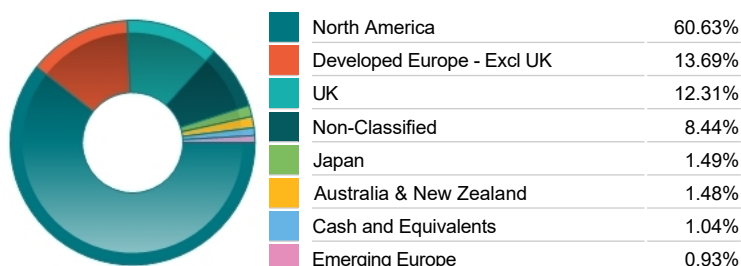 North America 60.63%
Developed Europe - Excl UK 13.69%
UK 12.31%
Non-Classified 8.44%
Japan 1.49%
Australia & New Zealand 1.48%
Cash and Equivalents 1.04%
Emerging Europe 0.93%